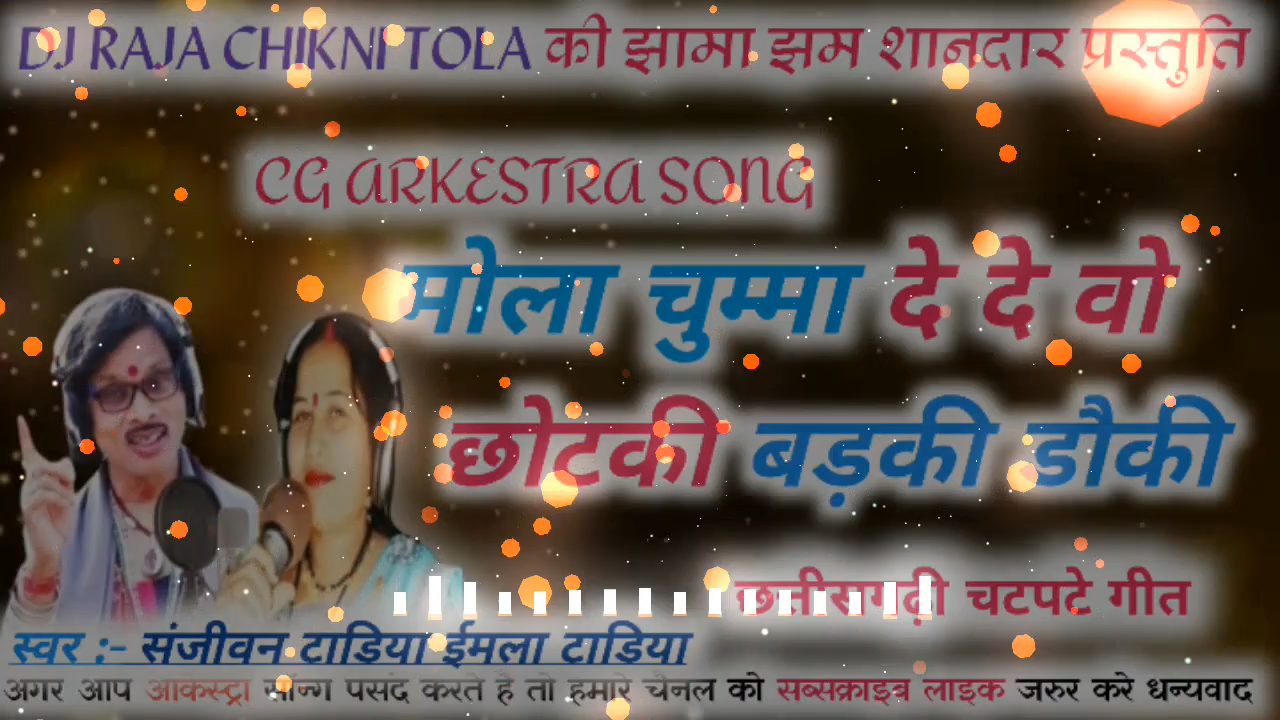 DJ RAJA CHIKNI TOLA की झामा झम शानदार प्रस्तुति
CG ARKESTRA SONG
मोला चुम्मा दे दे वो
छोटकी बड़की डौकी
छत्तीसगढ़ी चटपटे गीत
स्वर :- संजीवन टाडिया ईमला टाडिया
अगर आप आकस्ट्रा सॉन्ग पसंद करते है तो हमारे चैनल को सब्सक्राइब लाइक जरुर करे धन्यवाद